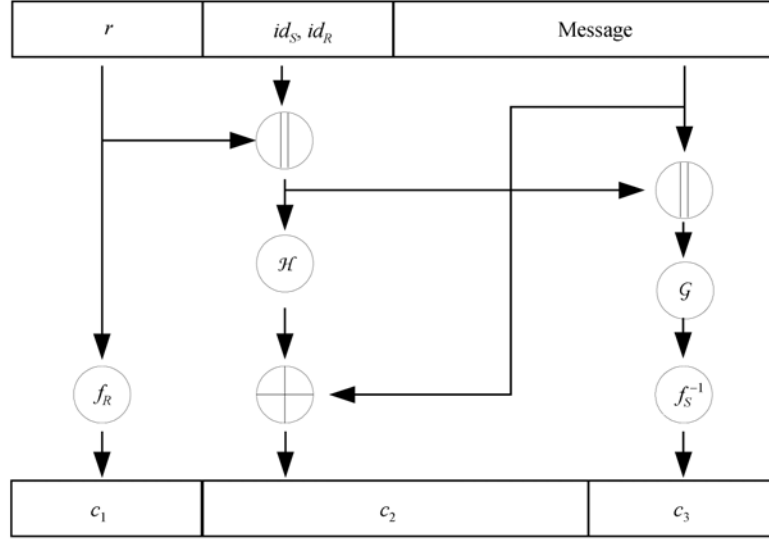 r
id_S, id_R
Message
ℋ
𝒢
f_R
f_S^{-1}
c_1
c_2
c_3